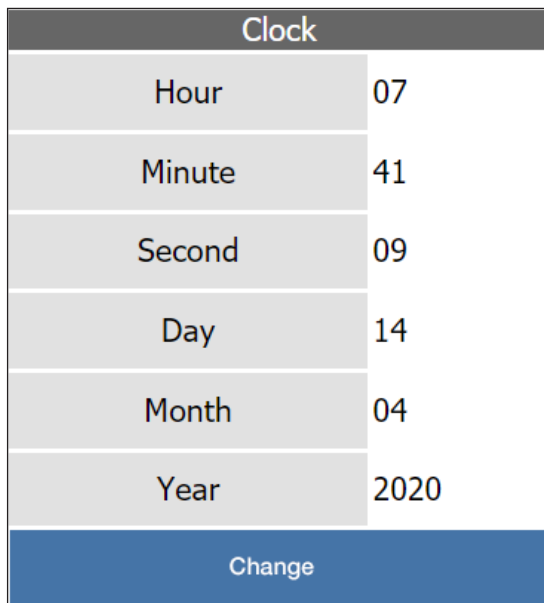 Clock
Hour 07
Minute 41
Second 09
Day 14
Month 04
Year 2020
Change